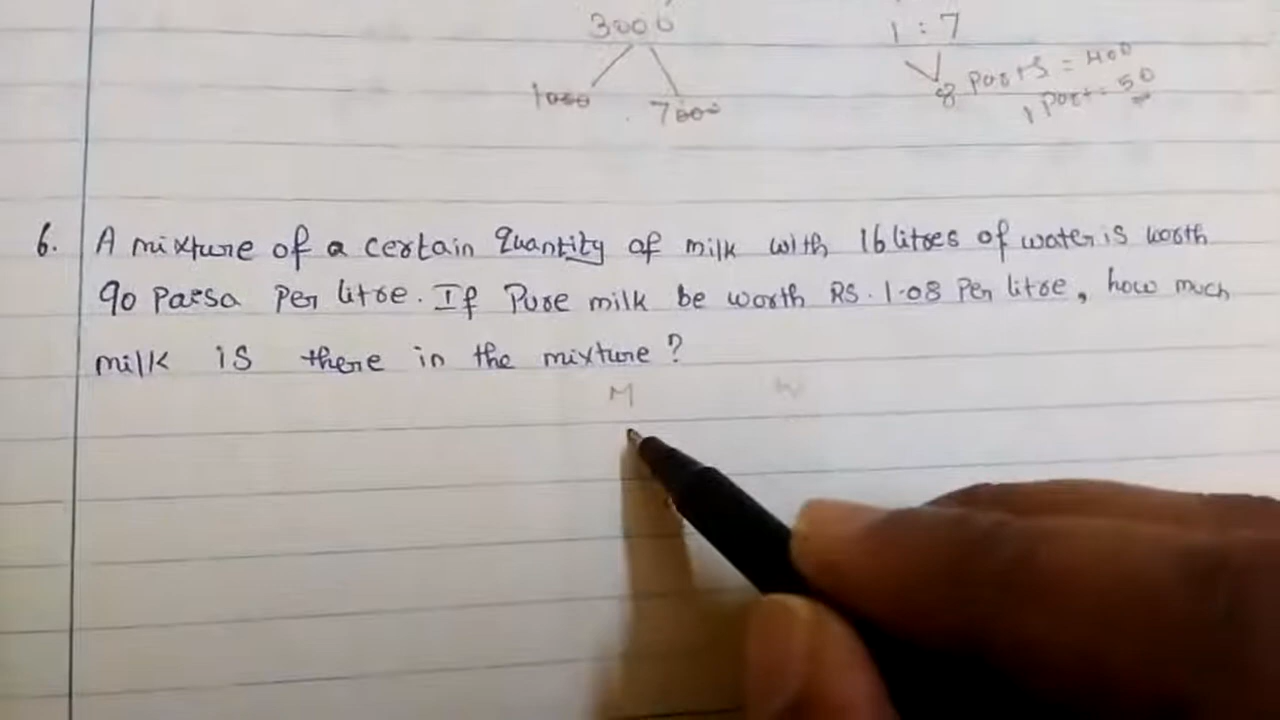 3000
1 : 7
1000 7000
8 parts = 400
1 part = 50
6. A mixture of a certain quantity of milk with 16 litres of water is worth
90 Paisa Per litre. If Pure milk be worth RS. 1.08 Per litre, how much
milk is there in the mixture ?
M W